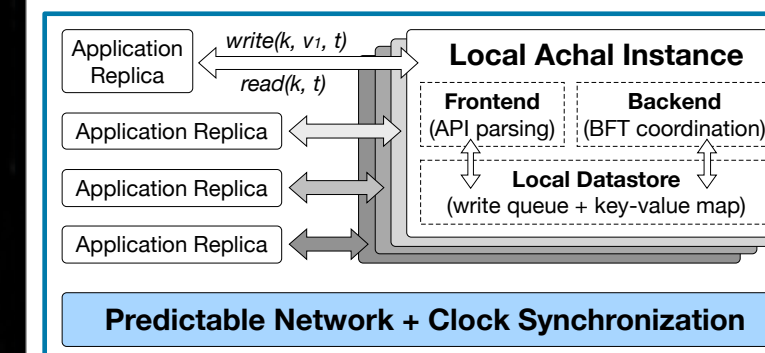 Application
Replica
write(k, v₁, t)
read(k, t)
Local Achal Instance
Frontend
(API parsing)
Backend
(BFT coordination)
Local Datastore
(write queue + key-value map)
Application Replica
Application Replica
Application Replica
Predictable Network + Clock Synchronization